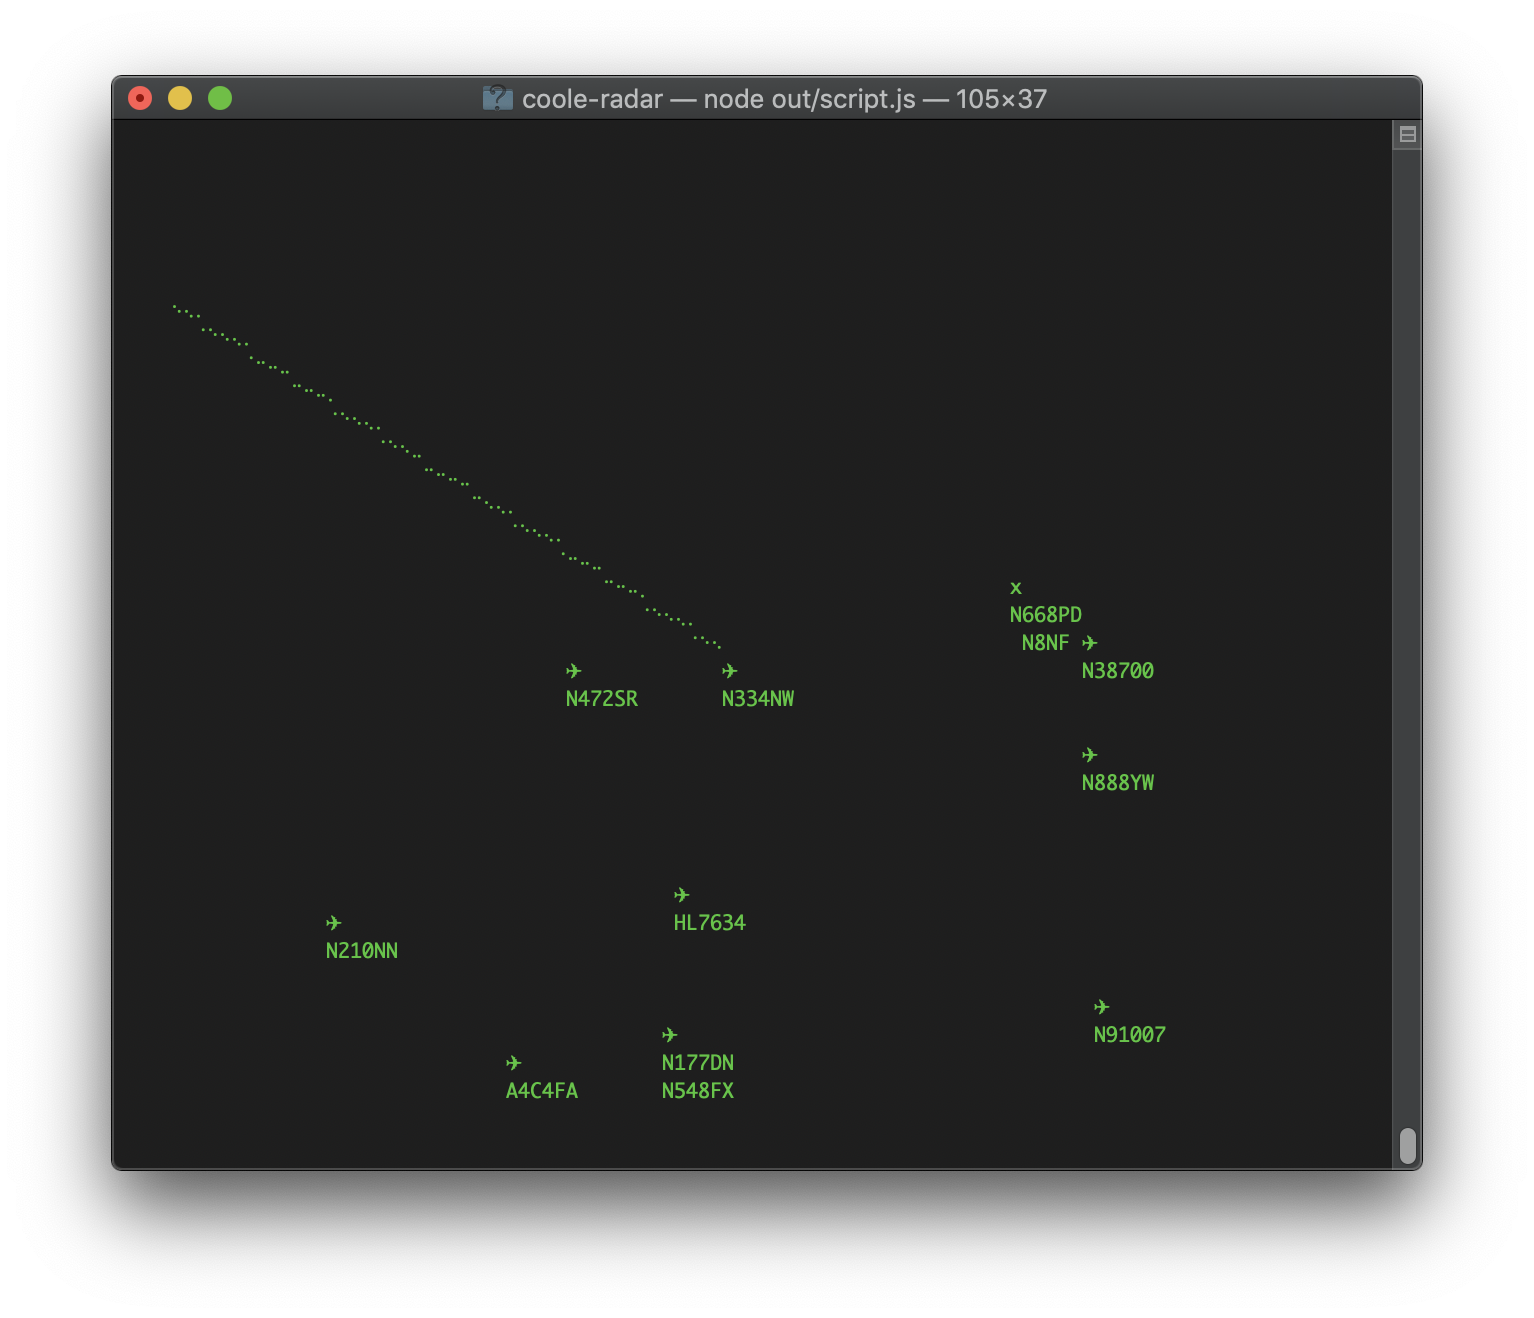 coole-radar — node out/script.js — 105×37
x
N668PD
N8NF ✈
N38700
✈ ✈
N472SR N334NW
✈
N888YW
✈
HL7634
✈
N210NN
✈
N91007
✈
N177DN
✈
A4C4FA N548FX